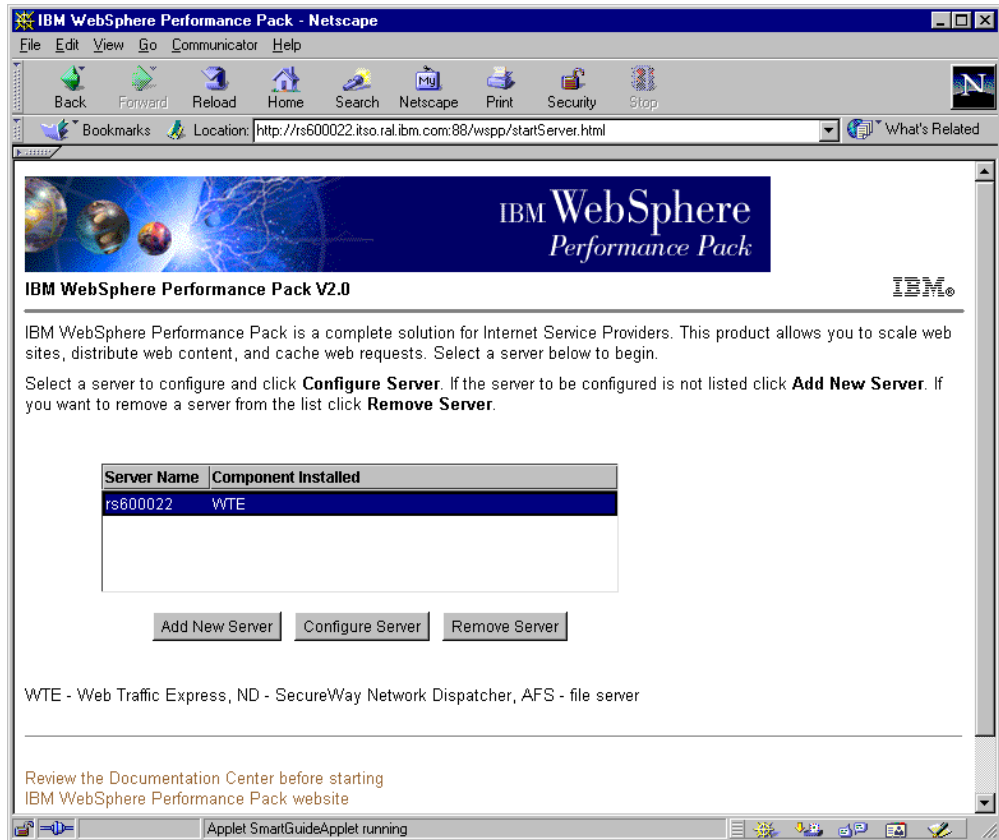 IBM WebSphere Performance Pack - Netscape
File Edit View Go Communicator Help
My
N
Back Forward Reload Home Search Netscape Print Security Stop
Bookmarks Location: http://rs600022.itso.ral.ibm.com:88/wspp/startServer.html What's Related
IBM WebSphere
Performance Pack
IBM WebSphere Performance Pack V2.0
IBM®
IBM WebSphere Performance Pack is a complete solution for Internet Service Providers. This product allows you to scale web
sites, distribute web content, and cache web requests. Select a server below to begin.
Select a server to configure and click Configure Server. If the server to be configured is not listed click Add New Server. If
you want to remove a server from the list click Remove Server.
Server Name Component Installed
rs600022 WTE
Add New Server Configure Server Remove Server
WTE - Web Traffic Express, ND - SecureWay Network Dispatcher, AFS - file server
Review the Documentation Center before starting
IBM WebSphere Performance Pack website
Applet SmartGuideApplet running